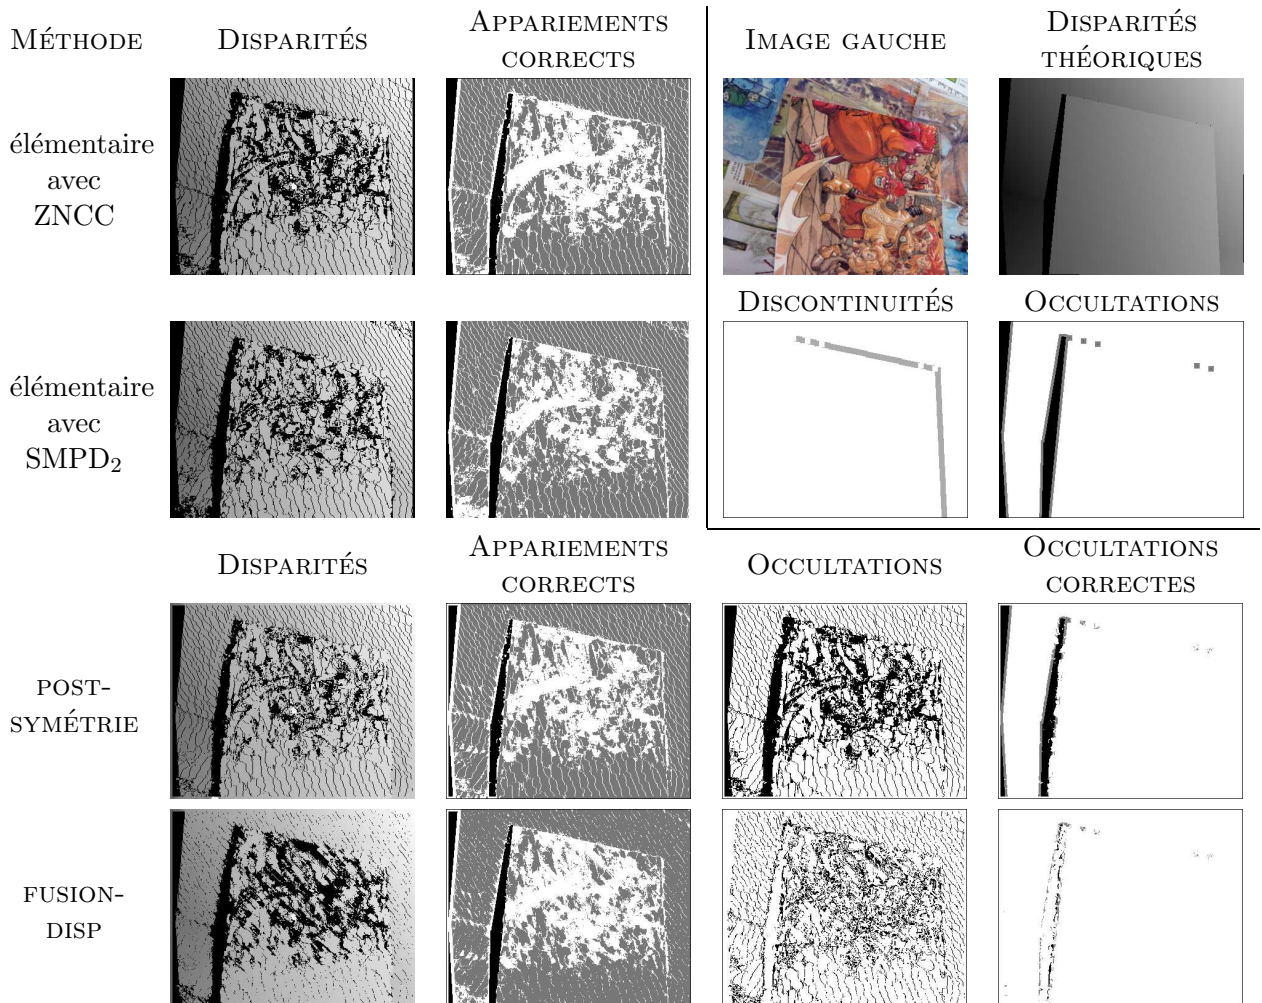 MÉTHODE
DISPARITÉS
APPARIEMENTS
CORRECTS
IMAGE GAUCHE
DISPARITÉS
THÉORIQUES
élémentaire
avec
ZNCC
DISCONTINUITÉS
OCCULTATIONS
élémentaire
avec
SMPD₂
DISPARITÉS
APPARIEMENTS
CORRECTS
OCCULTATIONS
OCCULTATIONS
CORRECTES
POST-
SYMÉTRIE
FUSION-
DISP